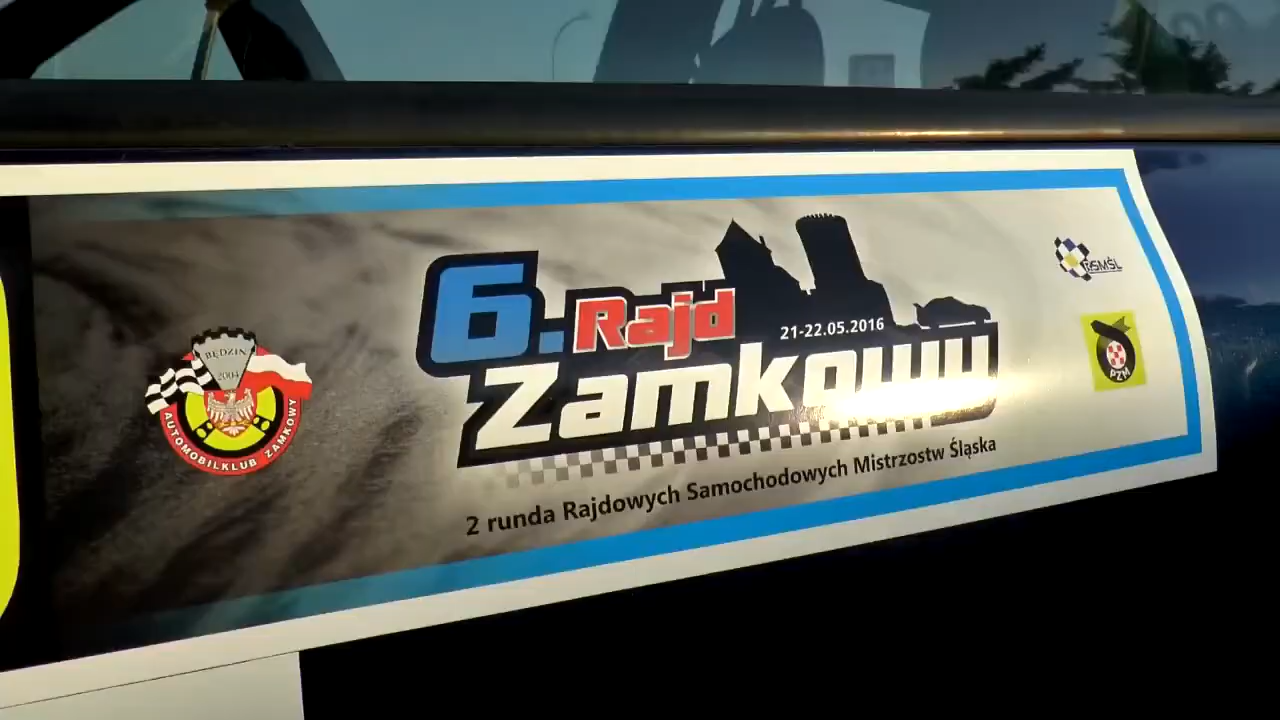 6. Rajd
21-22.05.2016
Zamkowy
2 runda Rajdowych Samochodowych Mistrzostw Śląska
BĘDZIN
2004
AUTOMOBILKLUB ZAMKOWY
RSMŚL
PZM